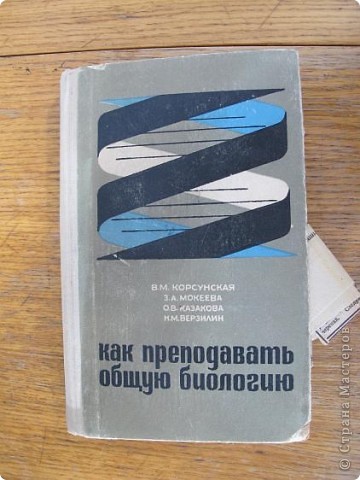 В.М. КОРСУНСКАЯ
З.А. МОКЕЕВА
О.В. КАЗАКОВА
Н.М. ВЕРЗИЛИН
КАК ПРЕПОДАВАТЬ
ОБЩУЮ БИОЛОГИЮ
© Страна Мастеров